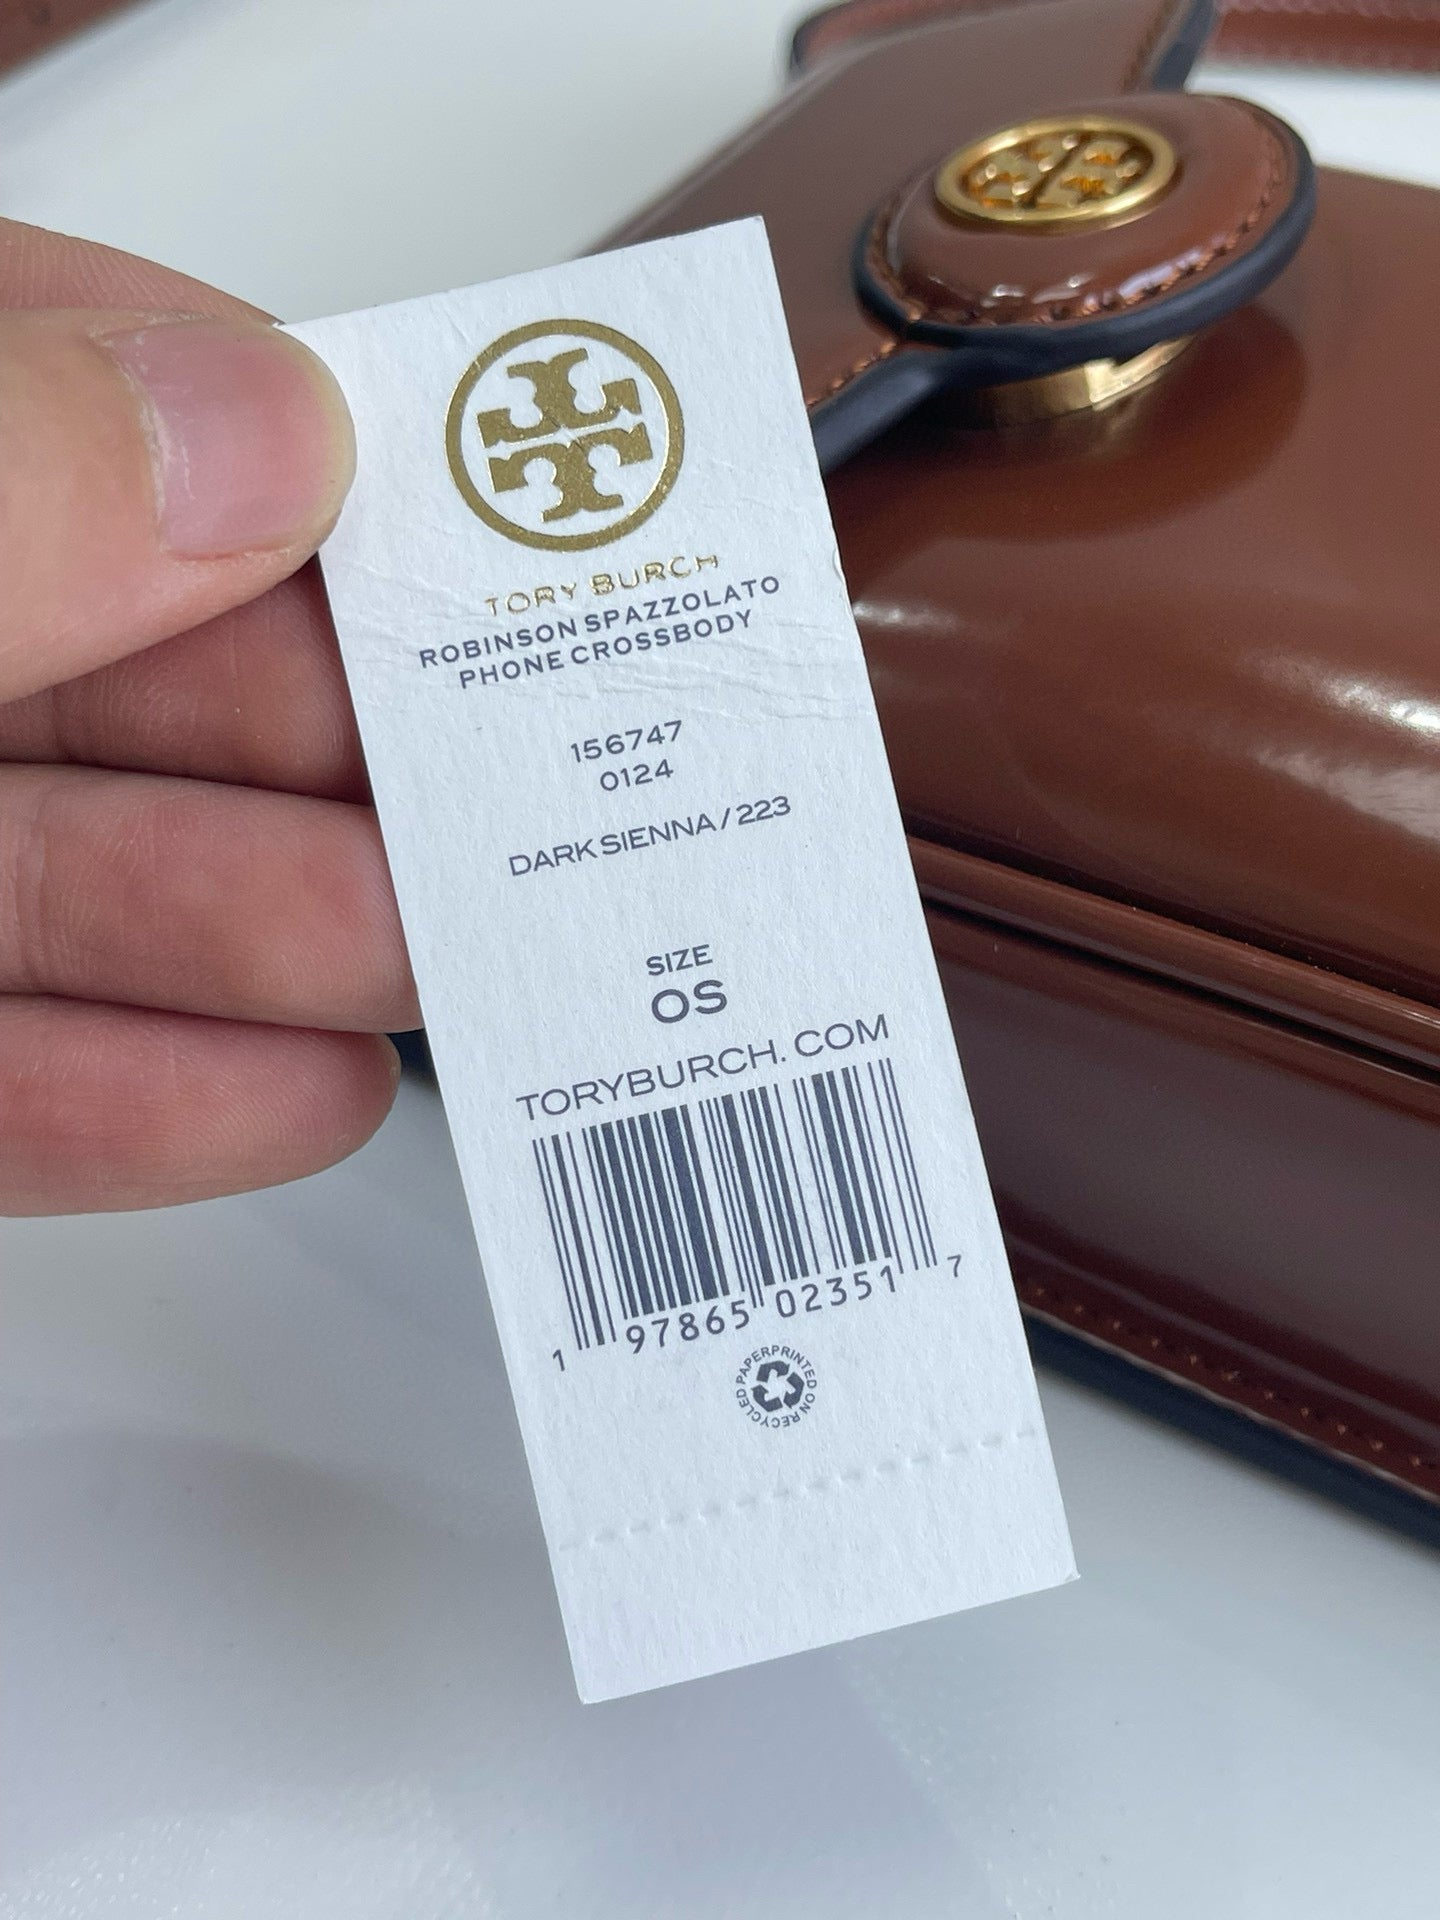 TORY BURCH
ROBINSON SPAZZOLATO
PHONE CROSSBODY
156747
0124
DARK SIENNA / 223
SIZE
OS
TORYBURCH. COM
1 97865 02351 7
PRINTED ON RECYCLED PAPER